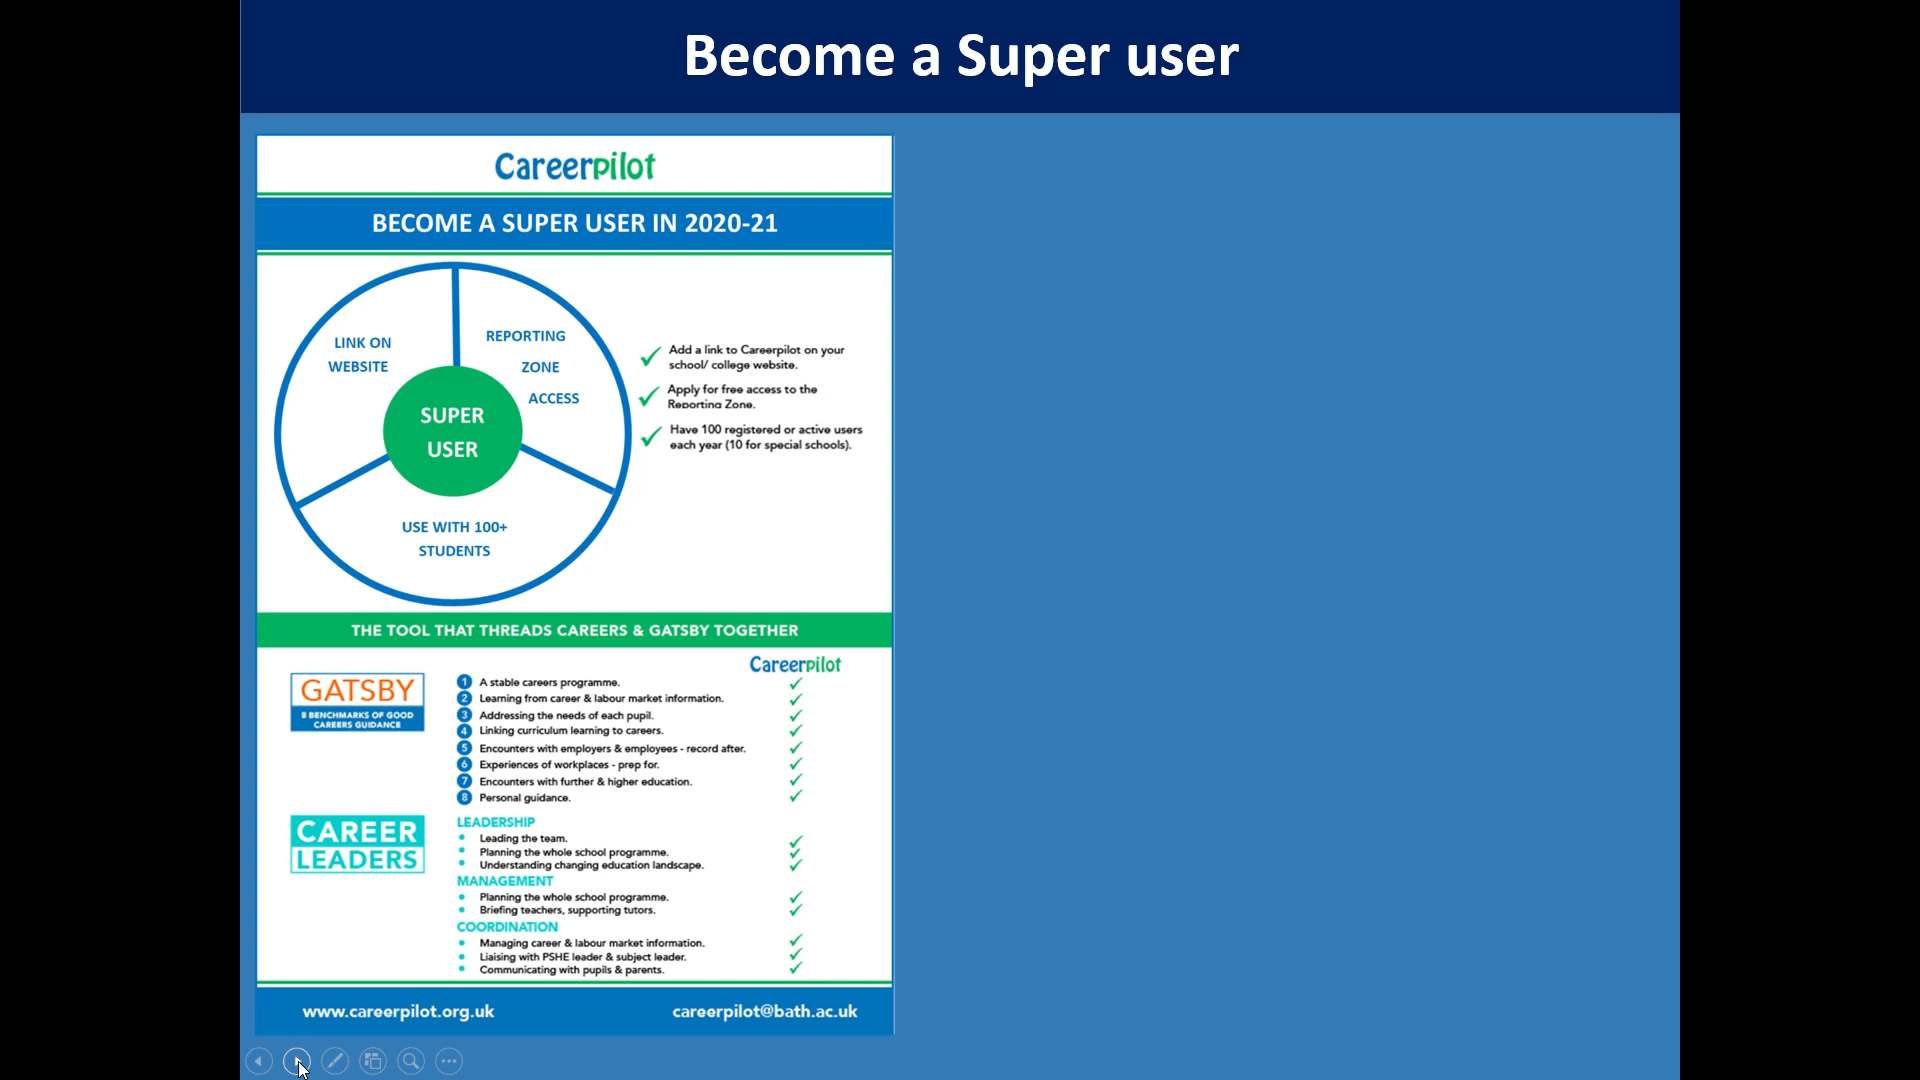 Become a Super user
Careerpilot
BECOME A SUPER USER IN 2020-21
LINK ON
WEBSITE
REPORTING
ZONE
ACCESS
SUPER
USER
USE WITH 100+
STUDENTS
Add a link to Careerpilot on your
school/ college website.
Apply for free access to the
Reporting Zone.
Have 100 registered or active users
each year (10 for special schools).
THE TOOL THAT THREADS CAREERS & GATSBY TOGETHER
Careerpilot
GATSBY
8 BENCHMARKS OF GOOD
CAREERS GUIDANCE
1 A stable careers programme.
2 Learning from career & labour market information.
3 Addressing the needs of each pupil.
4 Linking curriculum learning to careers.
5 Encounters with employers & employees - record after.
6 Experiences of workplaces - prep for.
7 Encounters with further & higher education.
8 Personal guidance.
CAREER
LEADERS
LEADERSHIP
• Leading the team.
• Planning the whole school programme.
• Understanding changing education landscape.
MANAGEMENT
• Planning the whole school programme.
• Briefing teachers, supporting tutors.
COORDINATION
• Managing career & labour market information.
• Liaising with PSHE leader & subject leader.
• Communicating with pupils & parents.
www.careerpilot.org.uk
careerpilot@bath.ac.uk